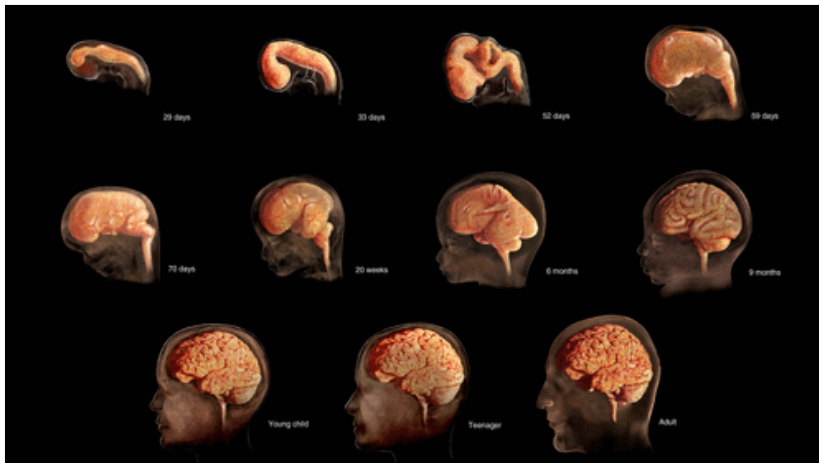 29 days
33 days
52 days
59 days
70 days
20 weeks
6 months
9 months
Young child
Teenager
Adult